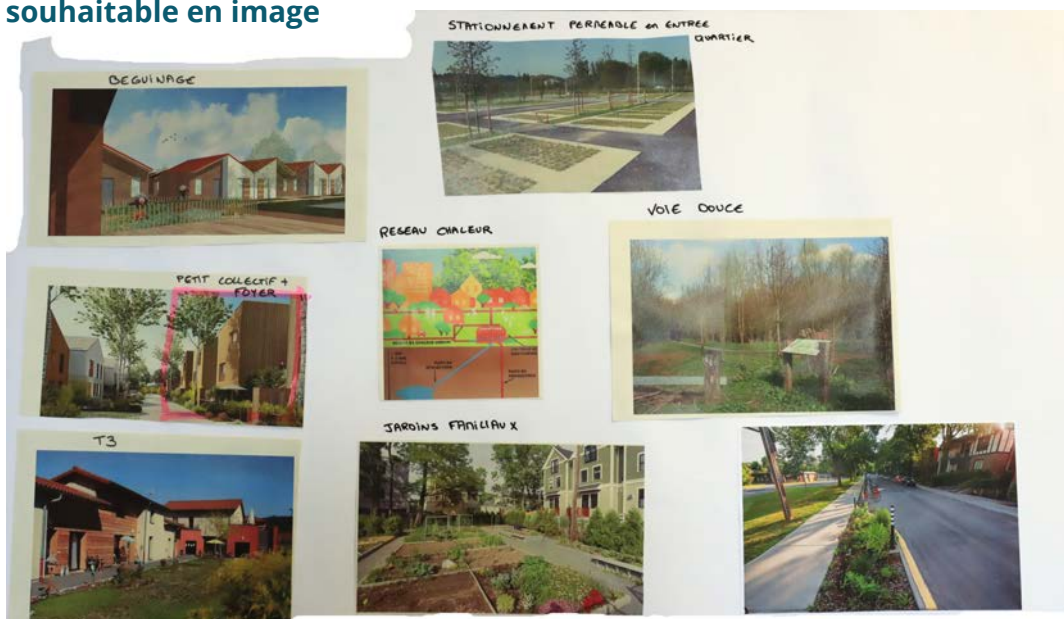 souhaitable en image
STATIONNEMENT PERMEABLE en ENTREE
QUARTIER
BEGUINAGE
VOIE DOUCE
RESEAU CHALEUR
PETIT COLLECTIF +
FOYER
T3
JARDINS FAMILIAUX